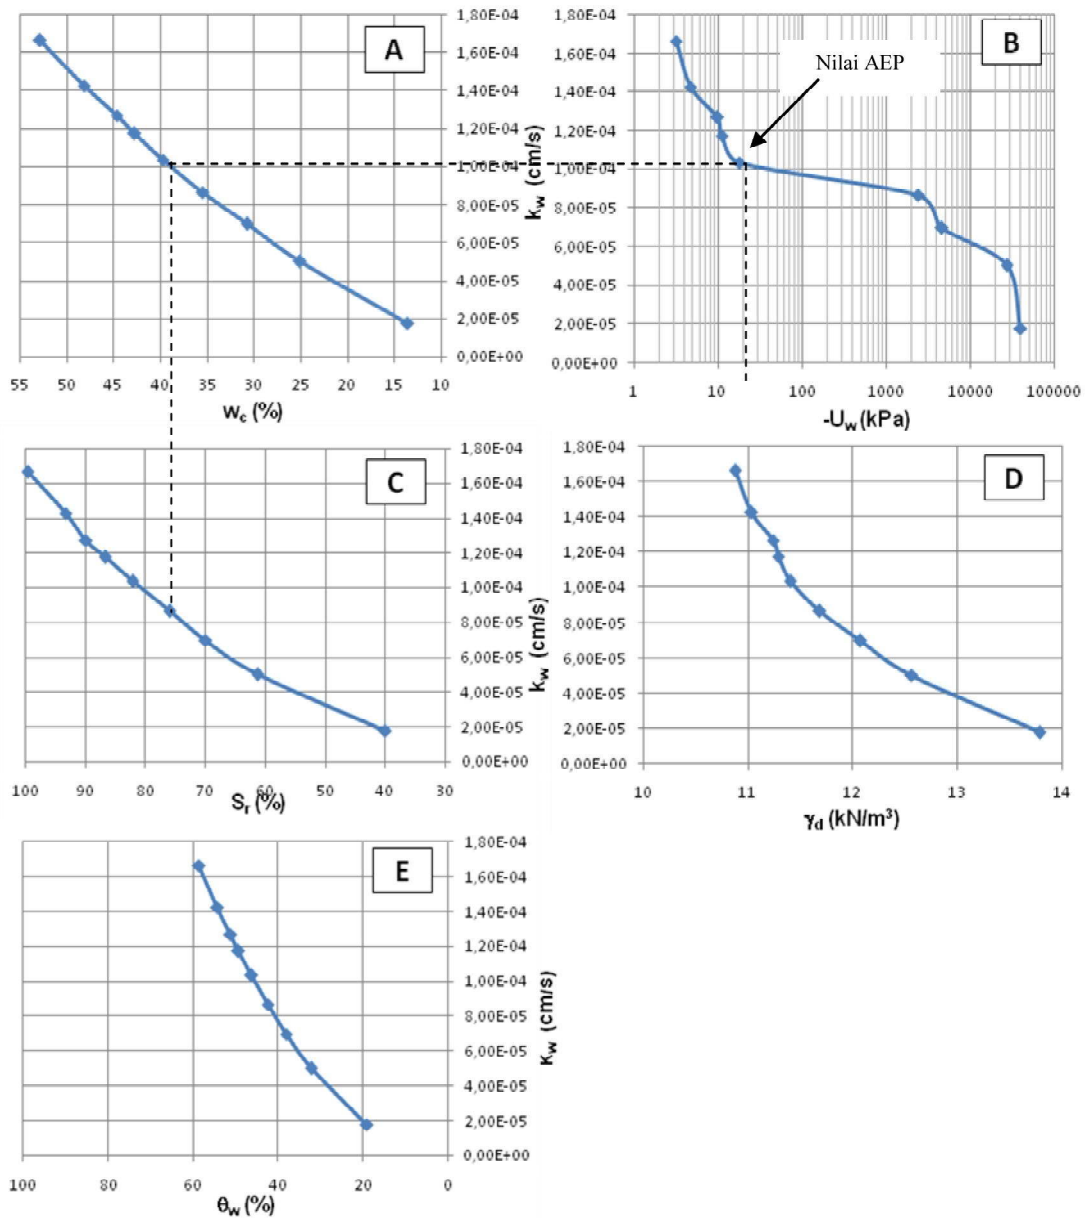 A
1,80E-04
1,60E-04
1,40E-04
1,20E-04
1,00E-04
8,00E-05
6,00E-05
4,00E-05
2,00E-05
0,00E+00
55 50 45 40 35 30 25 20 15 10
w_c (%)
k_w (cm/s)
B
Nilai AEP
1,80E-04
1,60E-04
1,40E-04
1,20E-04
1,00E-04
8,00E-05
6,00E-05
4,00E-05
2,00E-05
0,00E+00
1 10 100 1000 10000 100000
-U_w (kPa)
C
1,80E-04
1,60E-04
1,40E-04
1,20E-04
1,00E-04
8,00E-05
6,00E-05
4,00E-05
2,00E-05
0,00E+00
100 90 80 70 60 50 40 30
S_r (%)
k_w (cm/s)
D
1,80E-04
1,60E-04
1,40E-04
1,20E-04
1,00E-04
8,00E-05
6,00E-05
4,00E-05
2,00E-05
0,00E+00
10 11 12 13 14
γ_d (kN/m³)
E
1,80E-04
1,60E-04
1,40E-04
1,20E-04
1,00E-04
8,00E-05
6,00E-05
4,00E-05
2,00E-05
0,00E+00
100 80 60 40 20 0
θ_w (%)
k_w (cm/s)